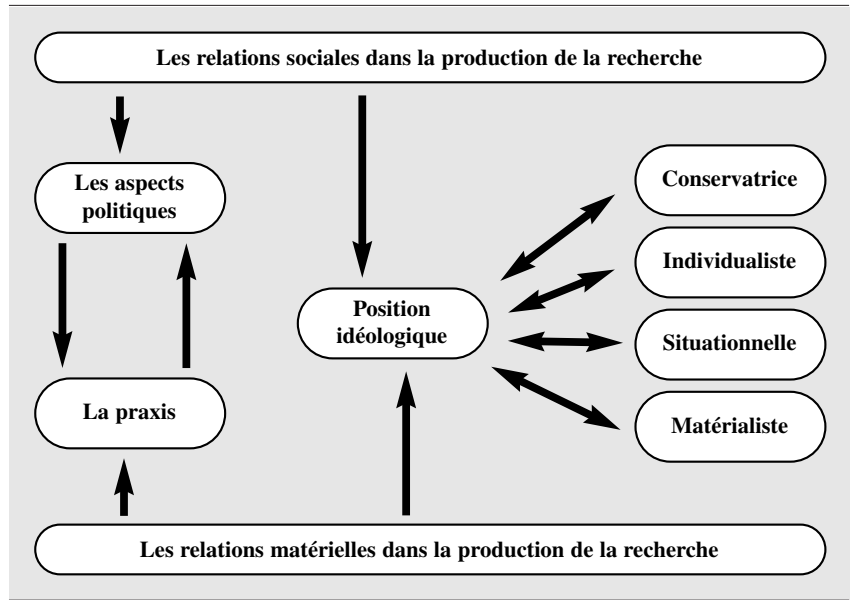 Les relations sociales dans la production de la recherche
Les aspects
politiques
Conservatrice
Individualiste
Position
idéologique
Situationnelle
La praxis
Matérialiste
Les relations matérielles dans la production de la recherche